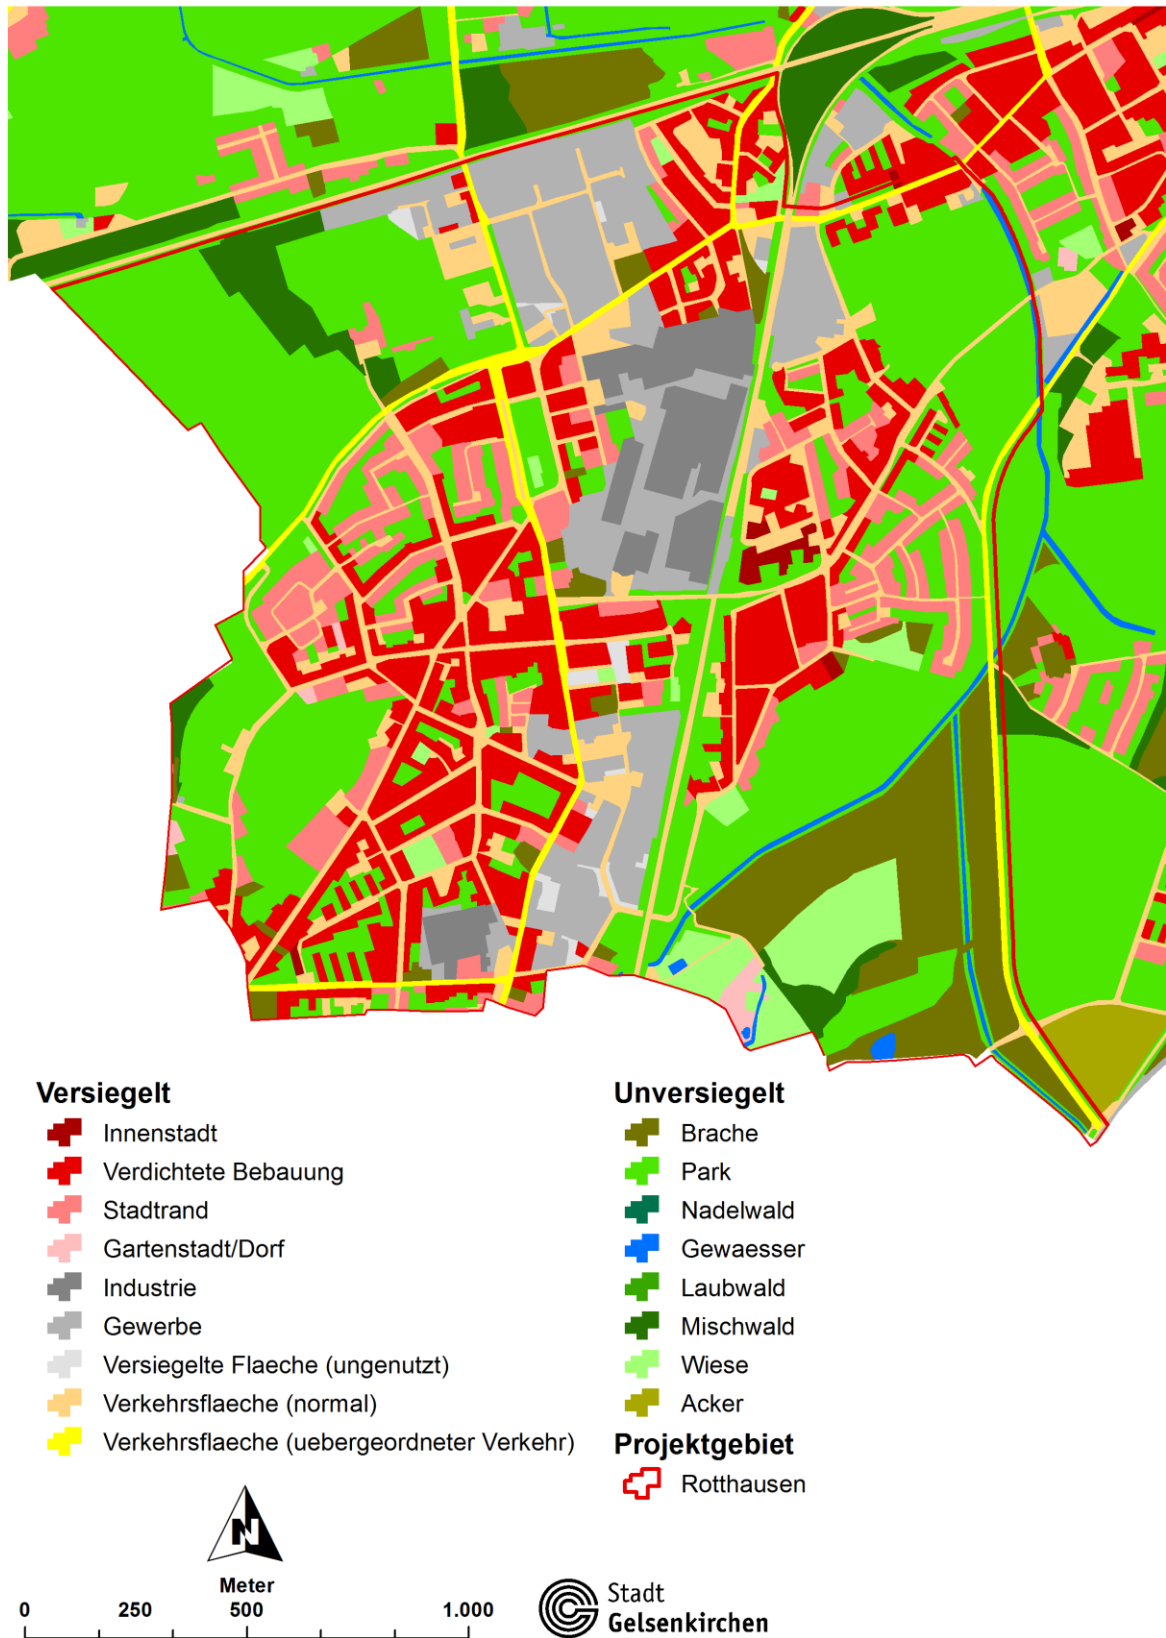 Versiegelt
Innenstadt
Verdichtete Bebauung
Stadtrand
Gartenstadt/Dorf
Industrie
Gewerbe
Versiegelte Flaeche (ungenutzt)
Verkehrsflaeche (normal)
Verkehrsflaeche (uebergeordneter Verkehr)
Unversiegelt
Brache
Park
Nadelwald
Gewaesser
Laubwald
Mischwald
Wiese
Acker
Projektgebiet
Rotthausen
N
Meter
0 250 500 1.000
Stadt
Gelsenkirchen